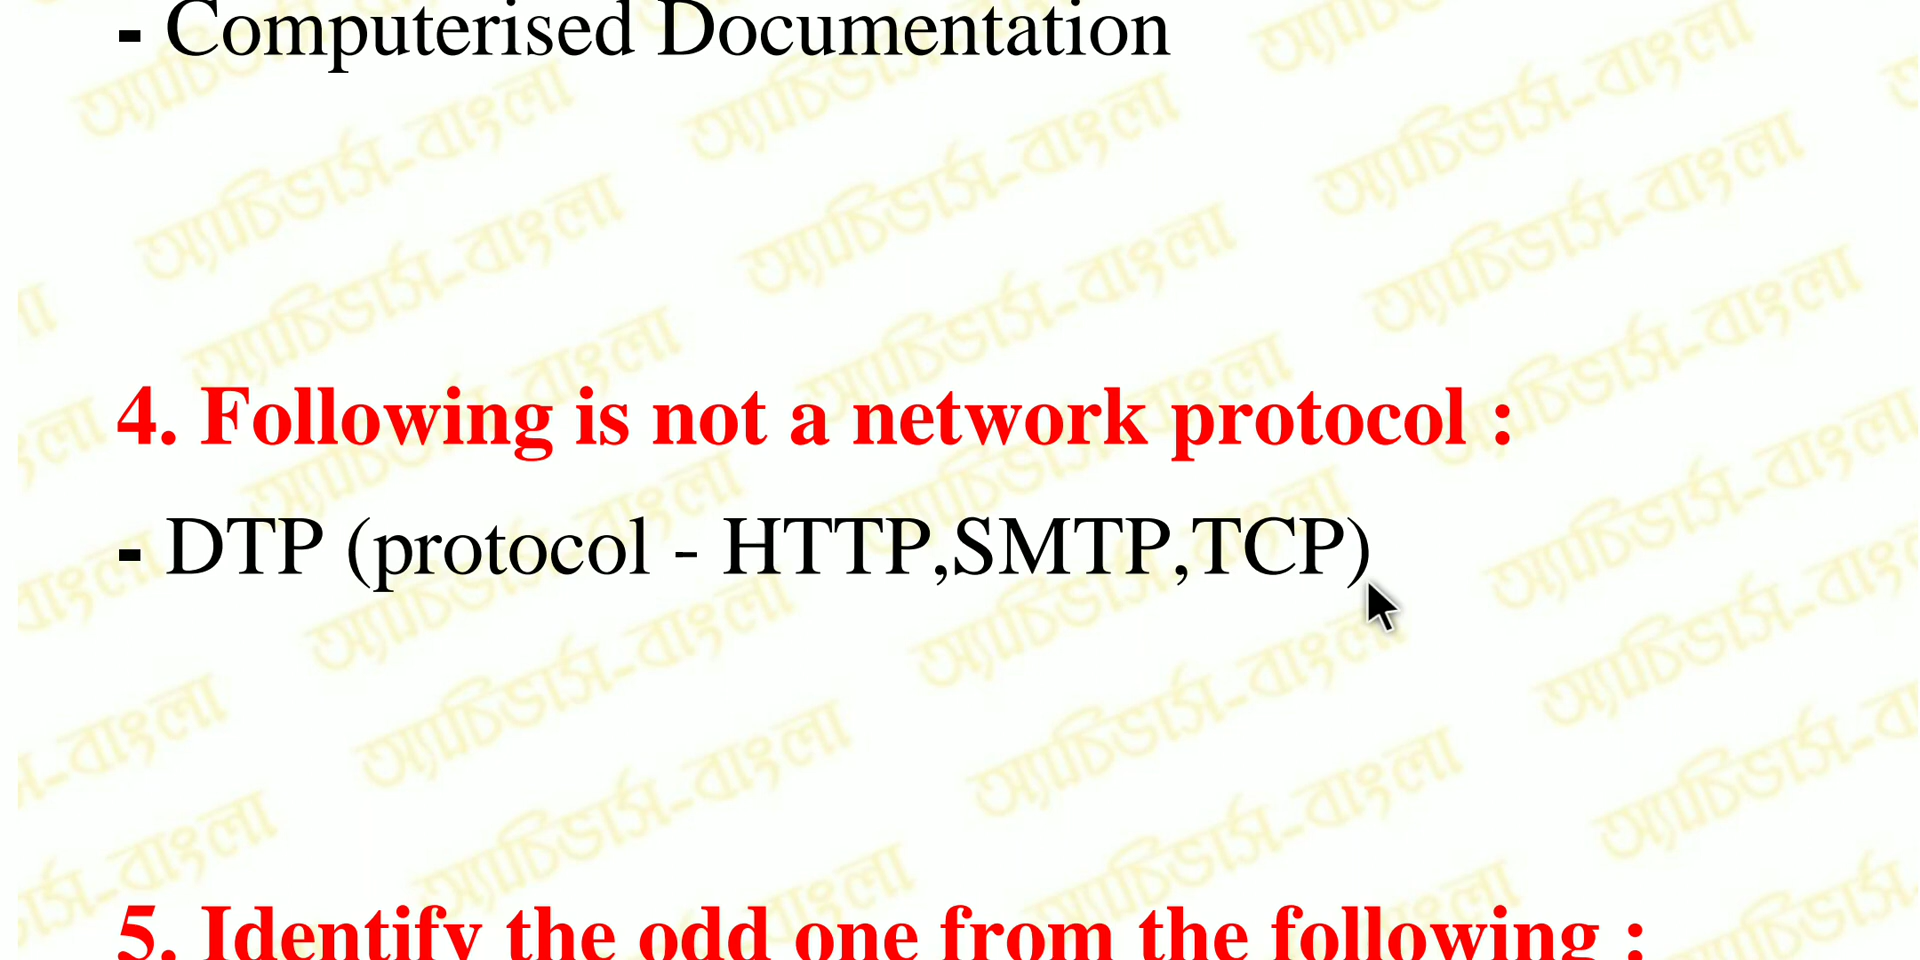 - Computerised Documentation
4. Following is not a network protocol :
- DTP (protocol - HTTP,SMTP,TCP)
5. Identify the odd one from the following :